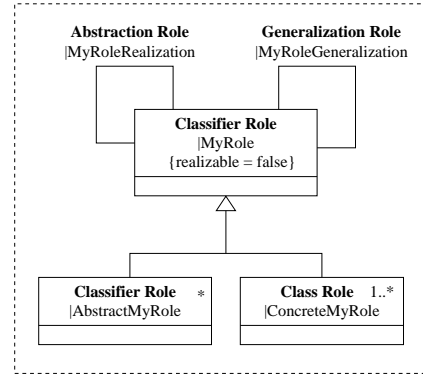 Abstraction Role
|MyRoleRealization
Generalization Role
|MyRoleGeneralization
Classifier Role
|MyRole
{realizable = false}
Classifier Role *
|AbstractMyRole
Class Role 1..*
|ConcreteMyRole